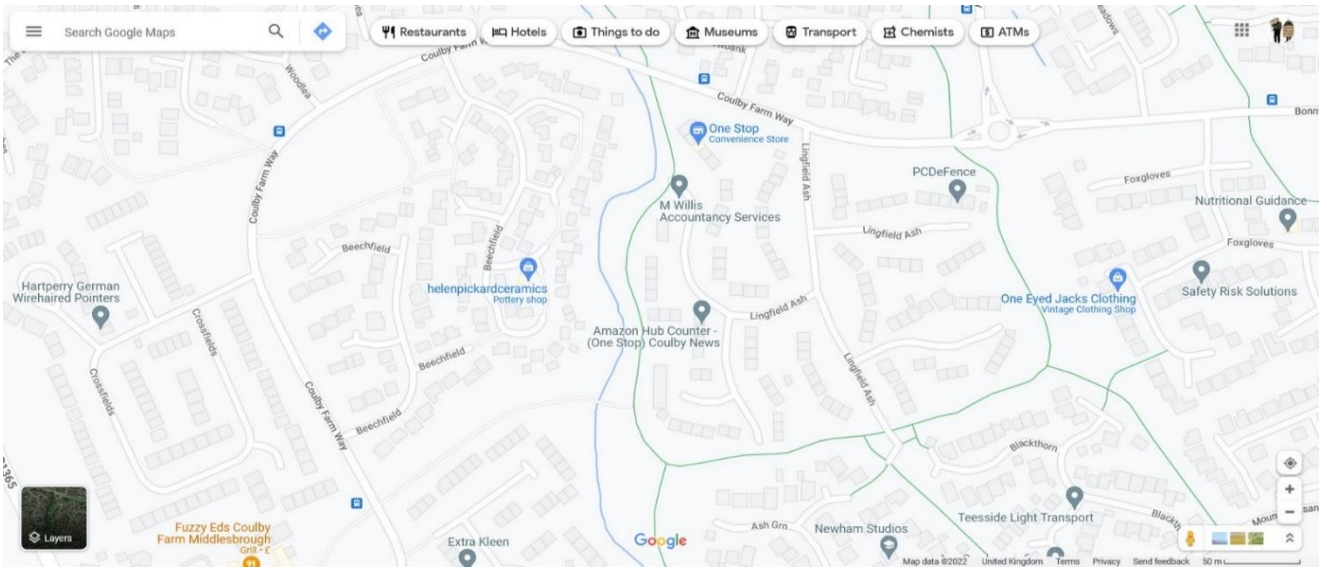 Search Google Maps
Restaurants
Hotels
Things to do
Museums
Transport
Chemists
ATMs
Woodlea
Coulby Farm Way
One Stop
Convenience Store
Bonn
PCDeFence
Foxgloves
M Willis
Accountancy Services
Lingfield Ash
Nutritional Guidance
Coulby Farm Way
Beechfield
Beechfield
Lingfield Ash
Foxgloves
helenpickardceramics
Pottery shop
Hartperry German
Wirehaired Pointers
One Eyed Jacks Clothing
Vintage Clothing Shop
Safety Risk Solutions
Crossfields
Lingfield Ash
Amazon Hub Counter -
(One Stop) Coulby News
Beechfield
Lingfield Ash
Crossfields
Coulby Farm Way
Beechfield
Blackthorn
1365
Layers
Teesside Light Transport
Blackth
Fuzzy Eds Coulby
Farm Middlesbrough
Grill - £
Extra Kleen
Google
Ash Grn
Newham Studios
Map data ©2022
United Kingdom
Terms
Privacy
Send feedback
50 m